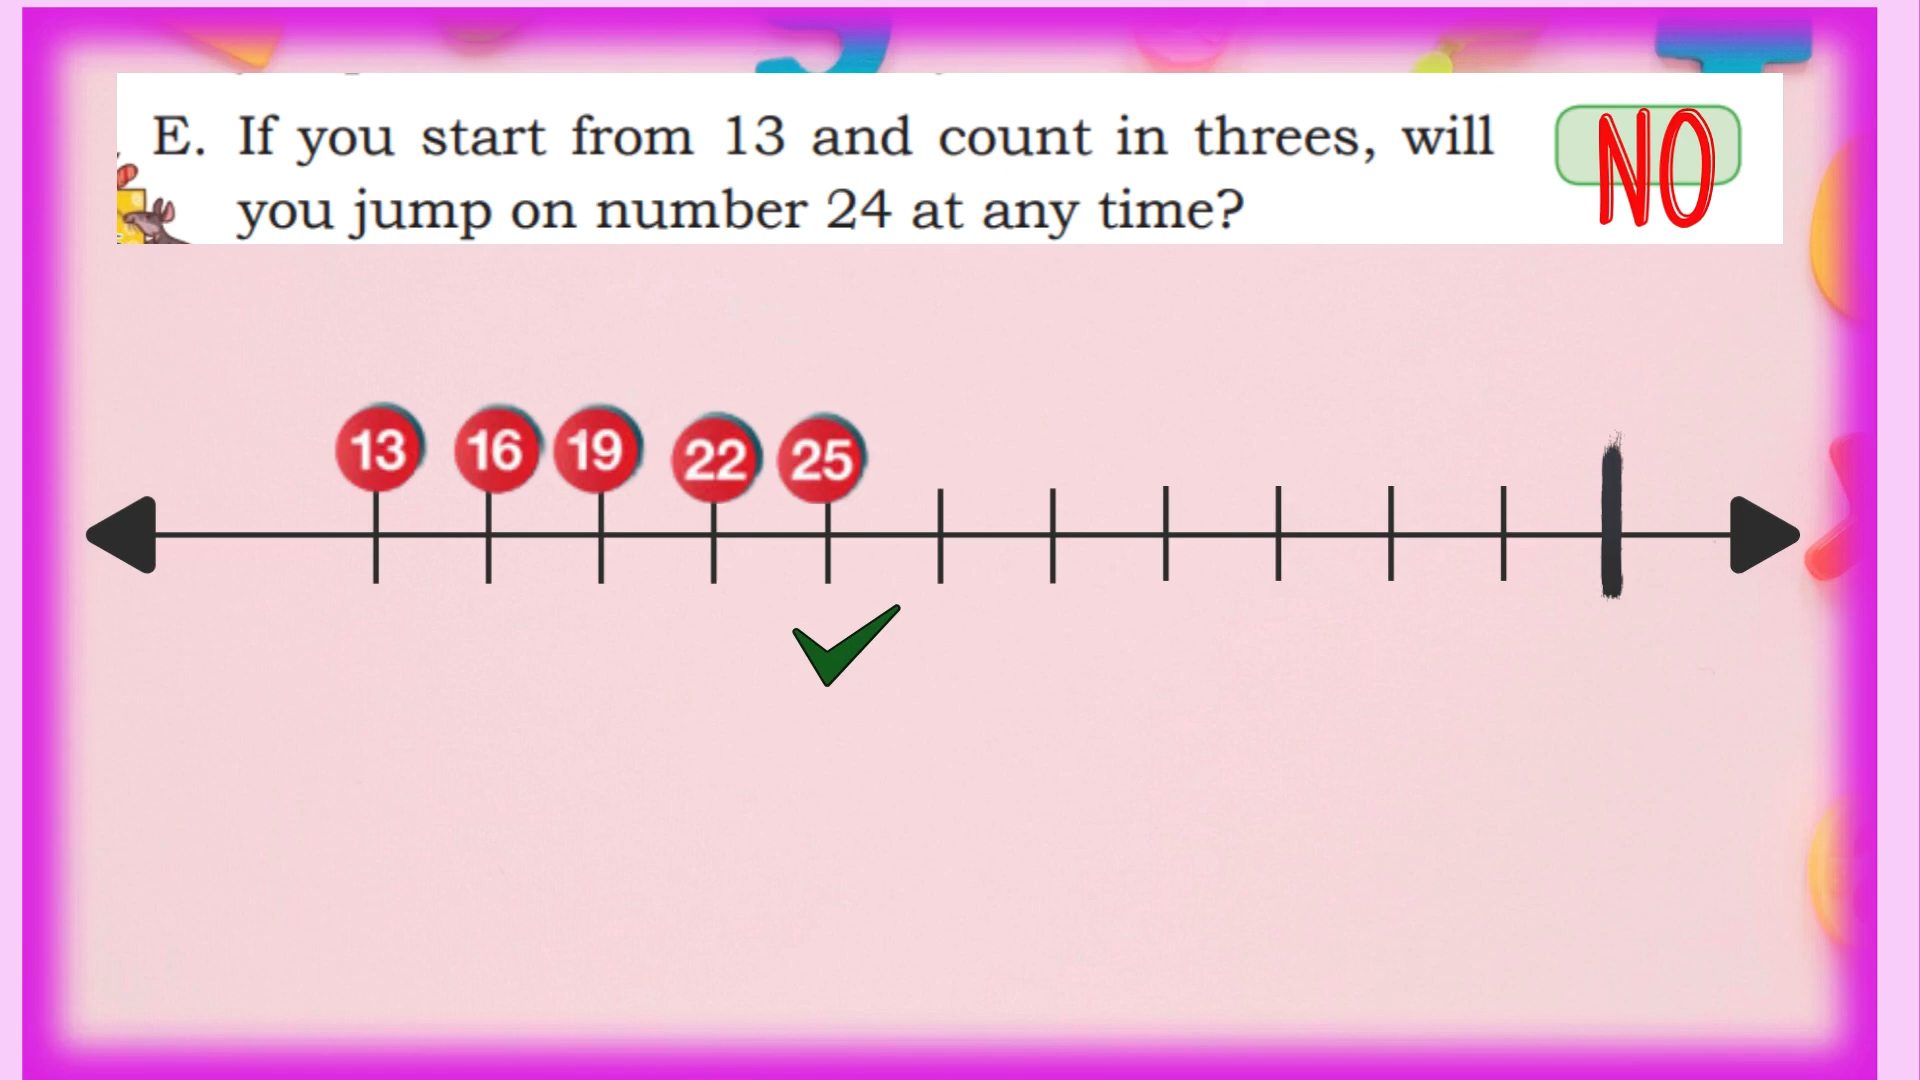 E. If you start from 13 and count in threes, will
you jump on number 24 at any time?
NO
13 16 19 22 25